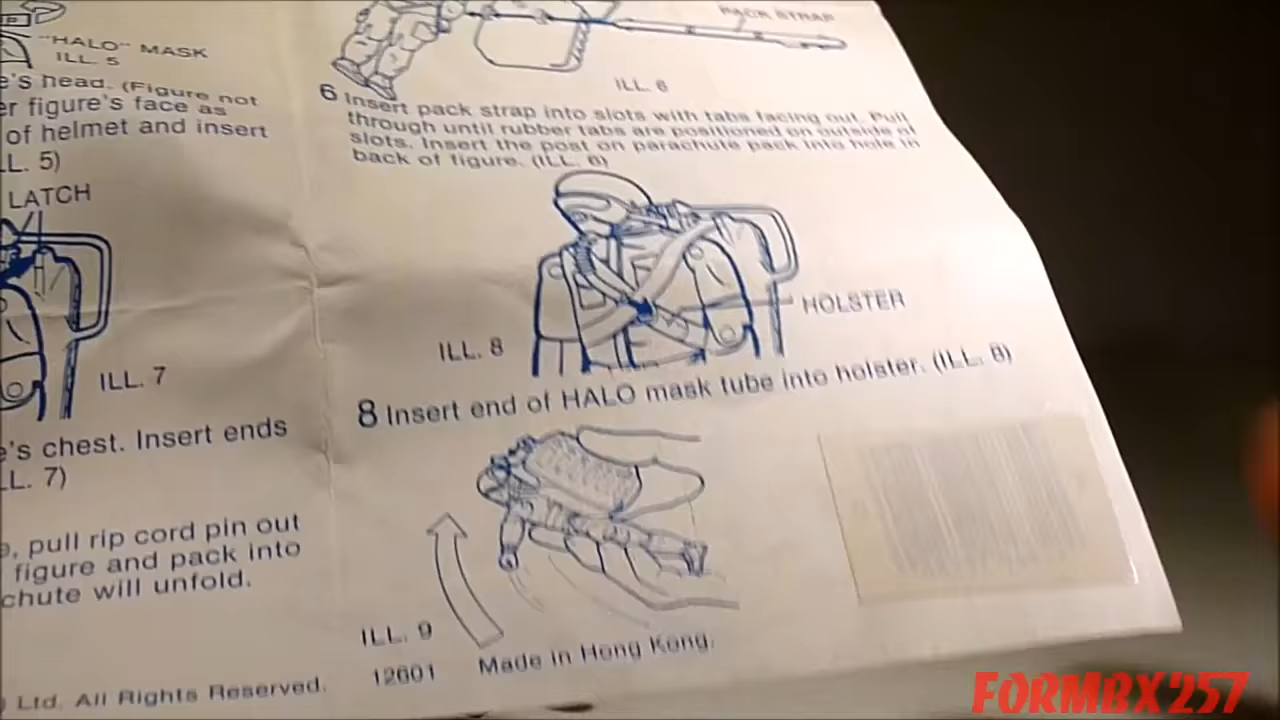 "HALO" MASK
ILL. 5
e's head. (Figure not
er figure's face as
of helmet and insert
LL. 5)
LATCH
ILL. 7
e's chest. Insert ends
LL. 7)
e, pull rip cord pin out
figure and pack into
chute will unfold.
Ltd. All Rights Reserved.
PACK STRAP
ILL. 6
6 Insert pack strap into slots with tabs facing out. Pull
through until rubber tabs are positioned on outside of
slots. Insert the post on parachute pack into hole in
back of figure. (ILL. 6)
HOLSTER
ILL. 8
8 Insert end of HALO mask tube into holster. (ILL. 8)
ILL. 9
12601 Made in Hong Kong.
FORMBX257